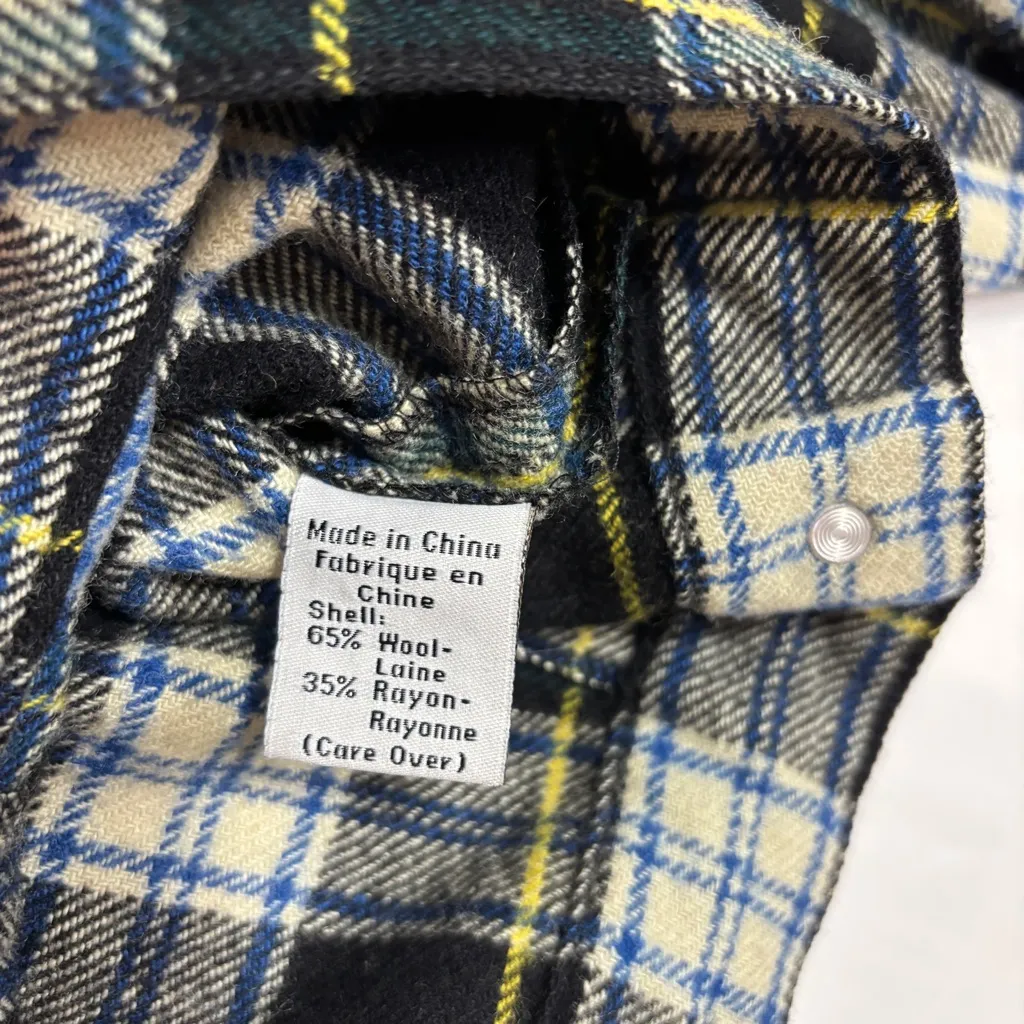 Made in China
Fabrique en
Chine
Shell:
65% Wool-
Laine
35% Rayon-
Rayonne
(Care Over)